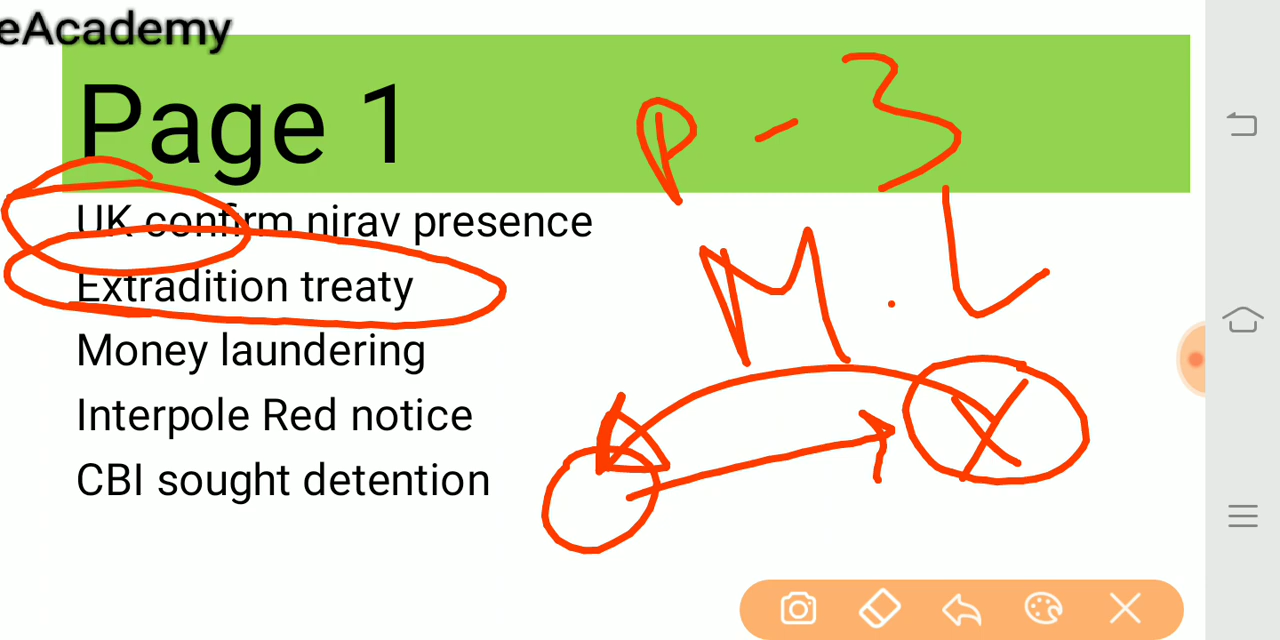 eAcademy
Page 1
P - 3
UK confirm nirav presence
Extradition treaty
M. L
Money laundering
Interpole Red notice
X
CBI sought detention